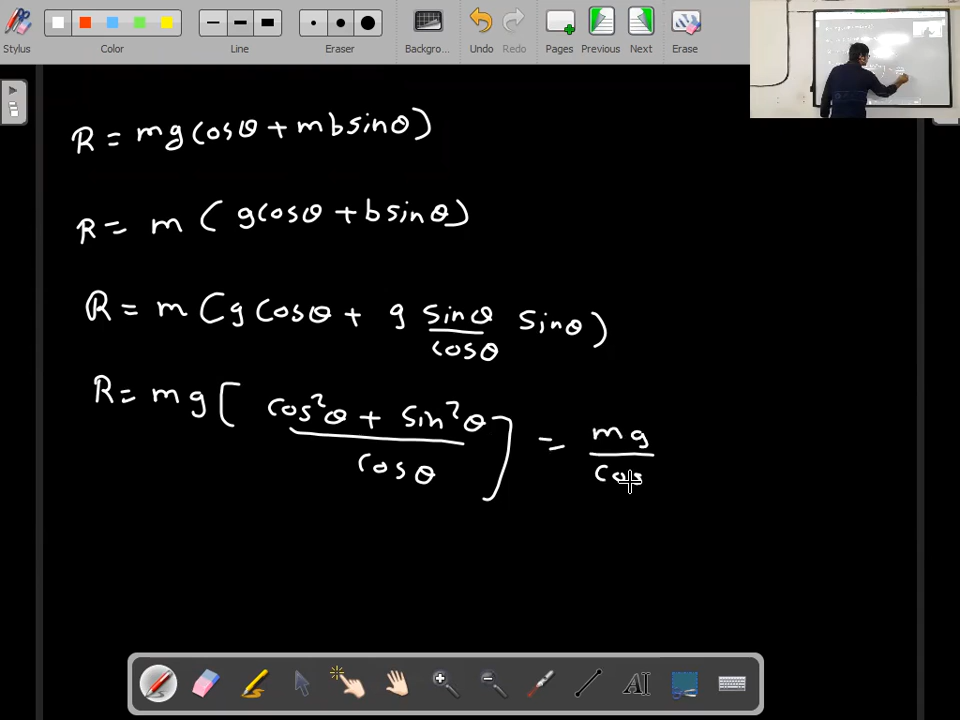 Stylus Color Line Eraser Backgro... Undo Redo Pages Previous Next Erase
R = mg(cosθ + mbsinθ)
R = m (gcosθ + bsinθ)
R = m (g cosθ + g sinθ/cosθ sinθ)
R = mg [cos²θ + sin²θ/cosθ] = mg/cos
AI